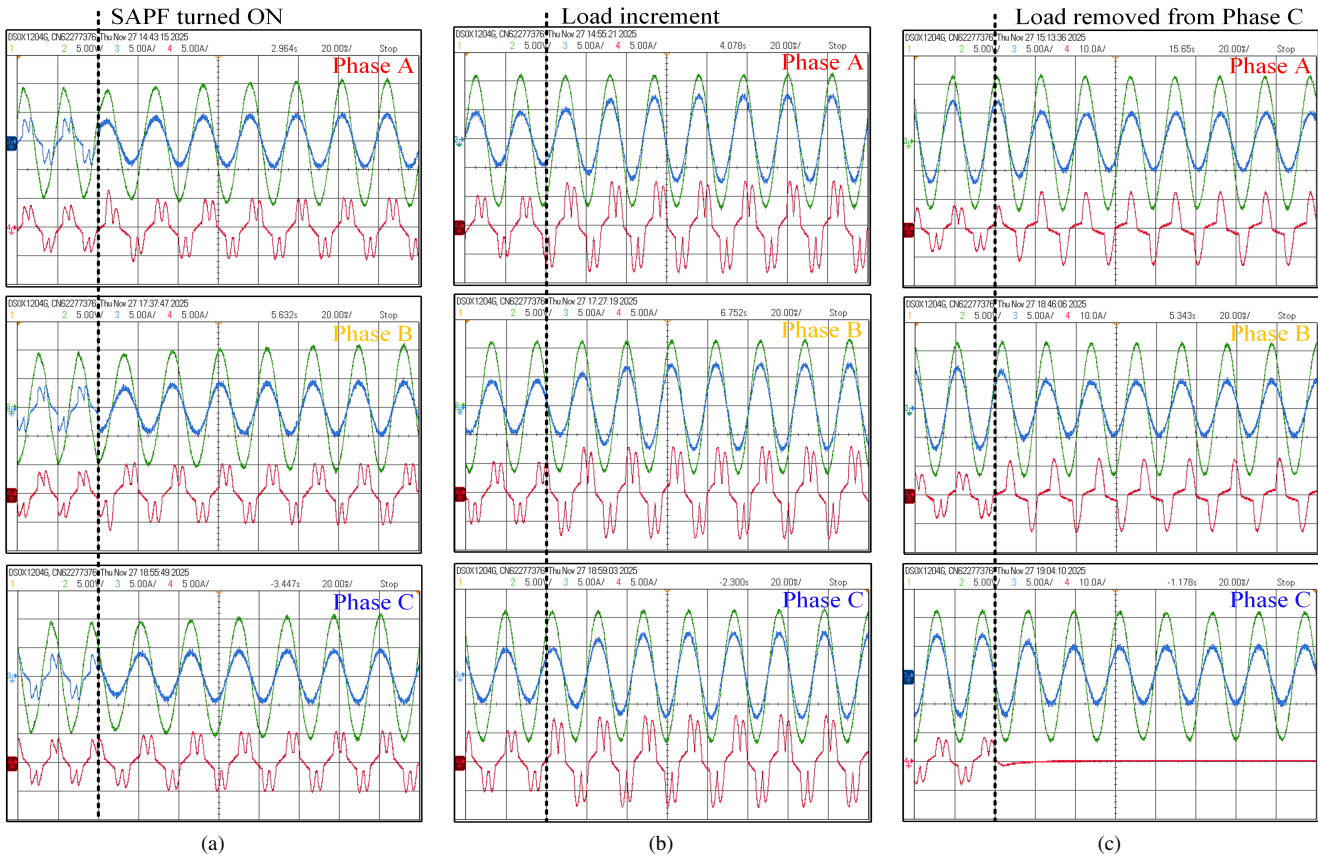 SAPF turned ON
Load increment
Load removed from Phase C
DSOX1204G, CN62277376, Thu Nov 27 14:43:15 2025
1 2 5.00V/ 3 5.00A/ 4 5.00A/ 2.964s 20.00ms/ Stop
Phase A
DSOX1204G, CN62277376, Thu Nov 27 14:55:21 2025
1 2 5.00V/ 3 5.00A/ 4 5.00A/ 4.078s 20.00ms/ Stop
Phase A
DSOX1204G, CN62277376, Thu Nov 27 15:13:36 2025
1 2 5.00V/ 3 5.00A/ 4 10.0A/ 15.65s 20.00ms/ Stop
Phase A
DSOX1204G, CN62277376, Thu Nov 27 17:37:47 2025
1 2 5.00V/ 3 5.00A/ 4 5.00A/ 5.632s 20.00ms/ Stop
Phase B
DSOX1204G, CN62277376, Thu Nov 27 17:27:19 2025
1 2 5.00V/ 3 5.00A/ 4 5.00A/ 6.752s 20.00ms/ Stop
Phase B
DSOX1204G, CN62277376, Thu Nov 27 18:46:06 2025
1 2 5.00V/ 3 5.00A/ 4 10.0A/ 5.343s 20.00ms/ Stop
Phase B
DSOX1204G, CN62277376, Thu Nov 27 18:55:49 2025
1 2 5.00V/ 3 5.00A/ 4 5.00A/ -3.447s 20.00ms/ Stop
Phase C
DSOX1204G, CN62277376, Thu Nov 27 18:59:03 2025
1 2 5.00V/ 3 5.00A/ 4 5.00A/ -2.300s 20.00ms/ Stop
Phase C
DSOX1204G, CN62277376, Thu Nov 27 19:04:10 2025
1 2 5.00V/ 3 5.00A/ 4 10.0A/ -1.178s 20.00ms/ Stop
Phase C
(a)
(b)
(c)